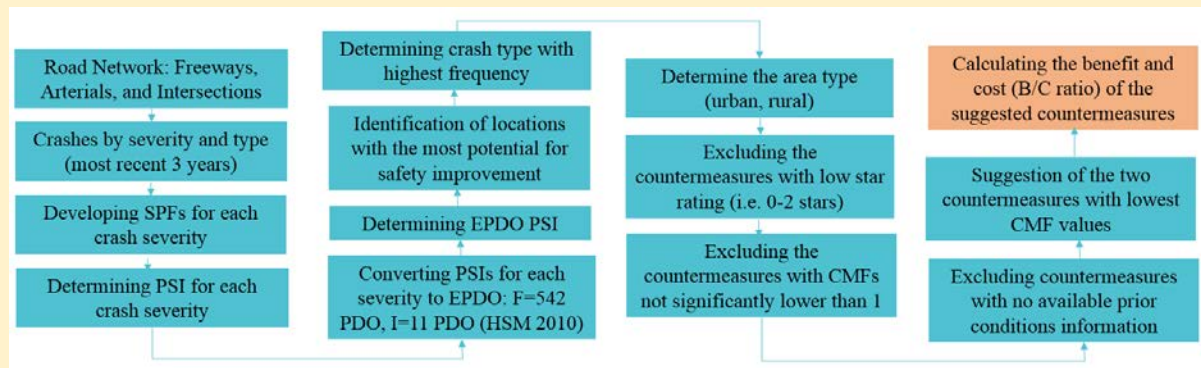 Road Network: Freeways,
Arterials, and Intersections
Crashes by severity and type
(most recent 3 years)
Developing SPFs for each
crash severity
Determining PSI for each
crash severity
Converting PSIs for each
severity to EPDO: F=542
PDO, I=11 PDO (HSM 2010)
Determining EPDO PSI
Identification of locations
with the most potential for
safety improvement
Determining crash type with
highest frequency
Determine the area type
(urban, rural)
Excluding the
countermeasures with low star
rating (i.e. 0-2 stars)
Excluding the
countermeasures with CMFs
not significantly lower than 1
Excluding countermeasures
with no available prior
conditions information
Suggestion of the two
countermeasures with lowest
CMF values
Calculating the benefit and
cost (B/C ratio) of the
suggested countermeasures